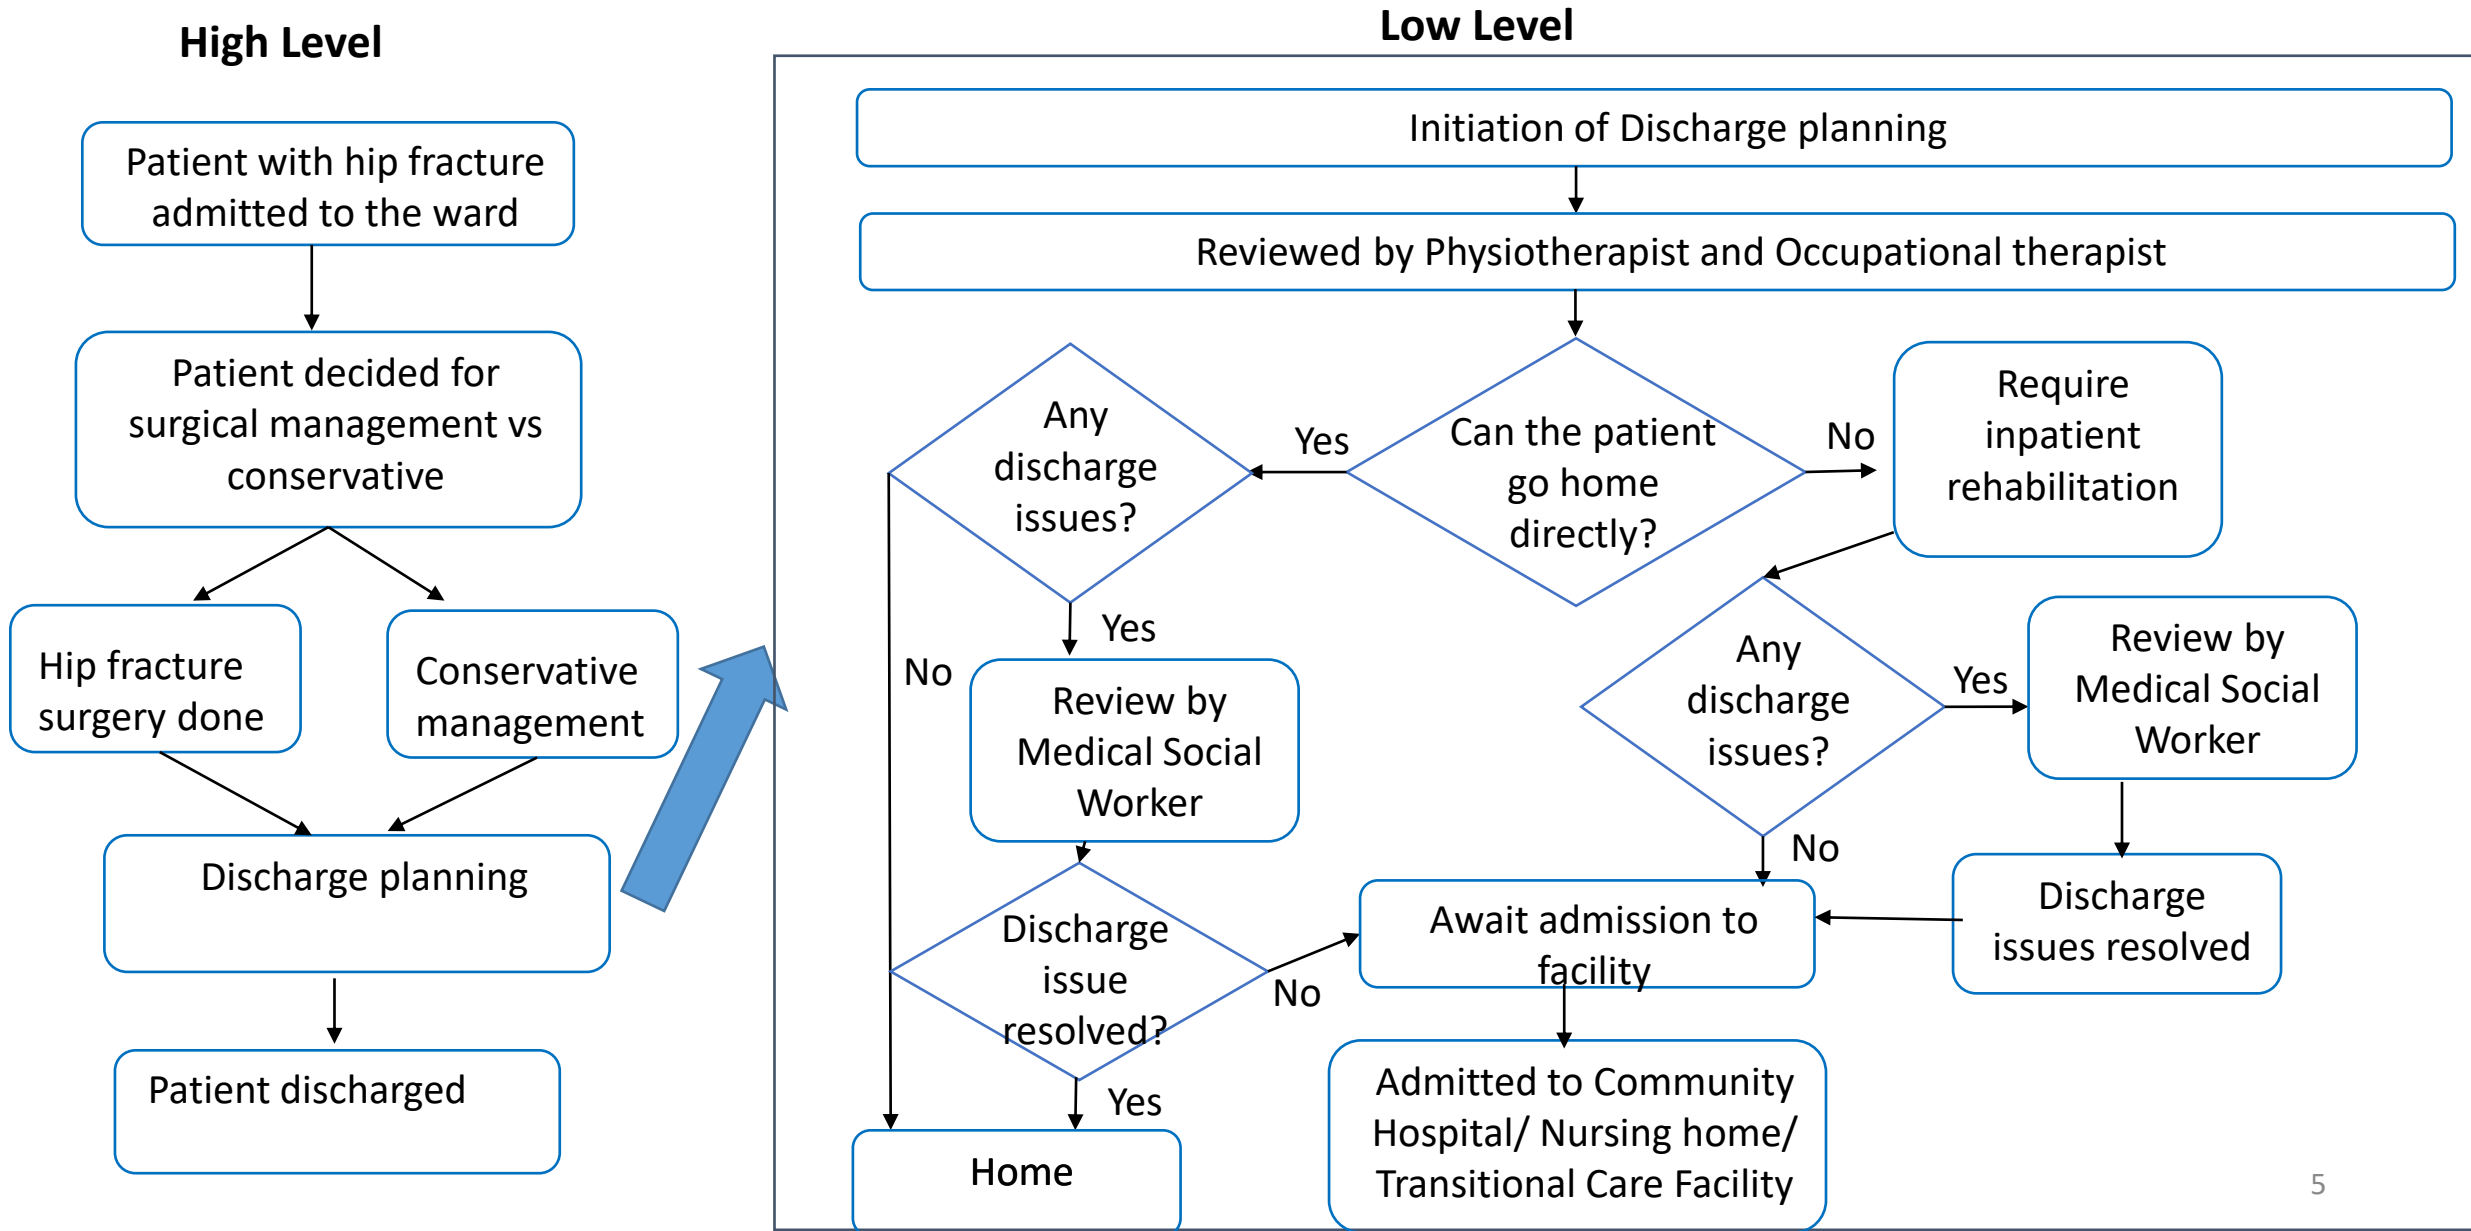 High Level
Patient with hip fracture
admitted to the ward
Patient decided for
surgical management vs
conservative
Hip fracture
surgery done
Conservative
management
Discharge planning
Patient discharged
Low Level
Initiation of Discharge planning
Reviewed by Physiotherapist and Occupational therapist
Can the patient
go home
directly?
Yes
No
Any
discharge
issues?
Require
inpatient
rehabilitation
No
Yes
Review by
Medical Social
Worker
Any
discharge
issues?
Yes
Review by
Medical Social
Worker
No
Discharge
issue
resolved?
No
Await admission to
facility
Discharge
issues resolved
Yes
Home
Admitted to Community
Hospital/ Nursing home/
Transitional Care Facility
5